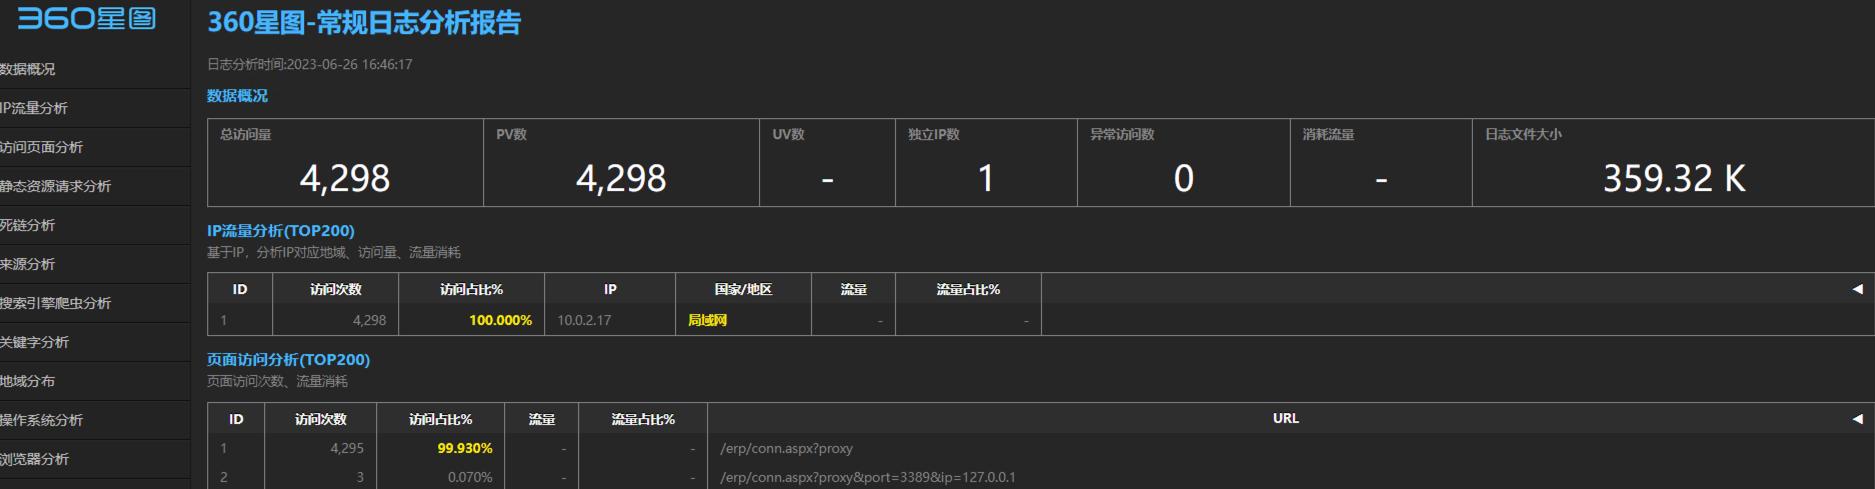 360星图
数据概况
IP流量分析
访问页面分析
静态资源请求分析
死链分析
来源分析
搜索引擎爬虫分析
关键字分析
地域分布
操作系统分析
浏览器分析
360星图-常规日志分析报告
日志分析时间:2023-06-26 16:46:17
数据概况
总访问量 PV数 UV数 独立IP数 异常访问数 消耗流量 日志文件大小
4,298 4,298 - 1 0 - 359.32 K
IP流量分析(TOP200)
基于IP，分析IP对应地域、访问量、流量消耗
ID 访问次数 访问占比% IP 国家/地区 流量 流量占比% ◀
1 4,298 100.000% 10.0.2.17 局域网 - -
页面访问分析(TOP200)
页面访问次数、流量消耗
ID 访问次数 访问占比% 流量 流量占比% URL ◀
1 4,295 99.930% - - /erp/conn.aspx?proxy
2 3 0.070% - - /erp/conn.aspx?proxy&port=3389&ip=127.0.0.1